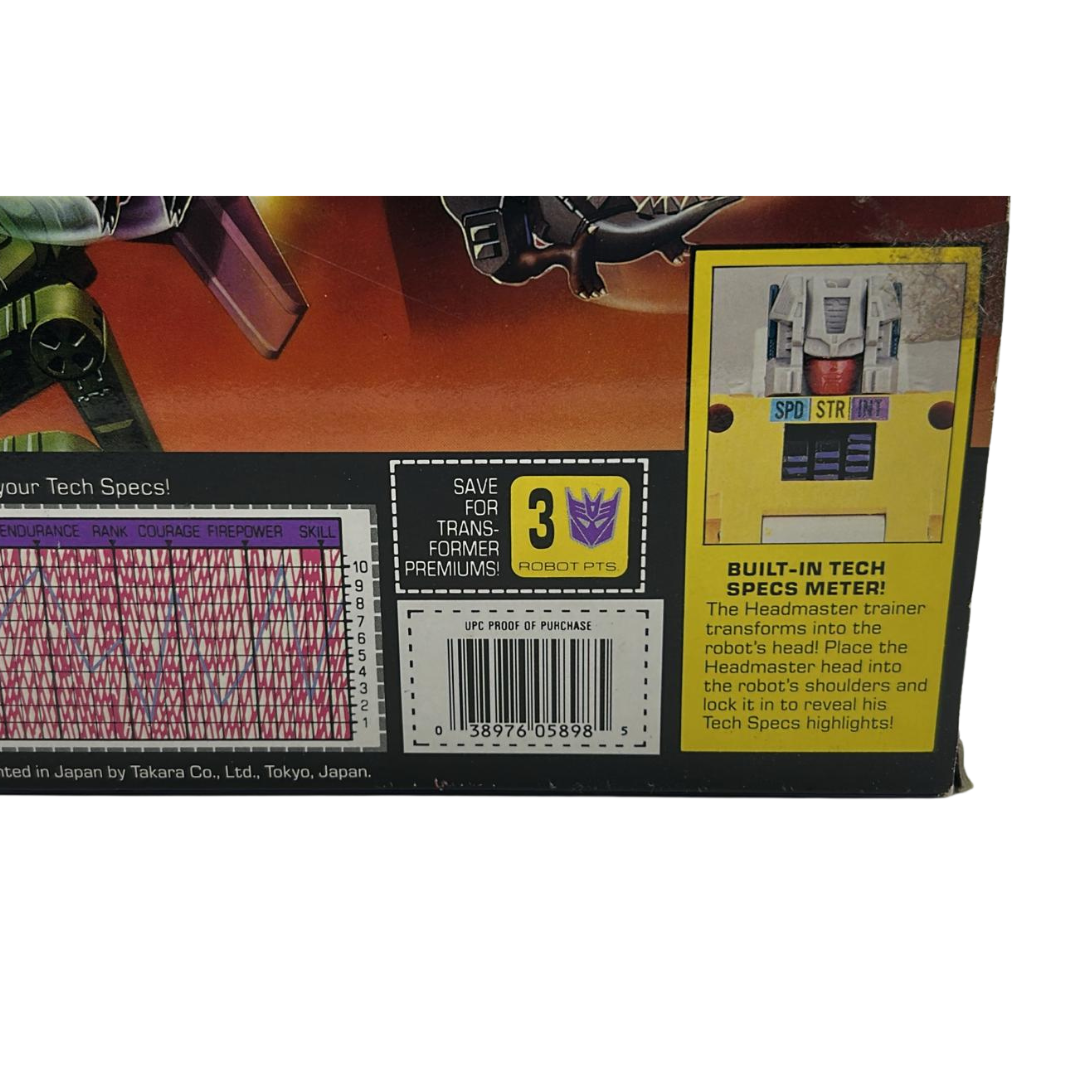 your Tech Specs!
ENDURANCE RANK COURAGE FIREPOWER SKILL
10
9
8
7
6
5
4
3
2
1
nted in Japan by Takara Co., Ltd., Tokyo, Japan.
SAVE
FOR
TRANS-
FORMER
PREMIUMS!
3
ROBOT PTS.
UPC PROOF OF PURCHASE
0 38976 05898 5
SPD STR INT
BUILT-IN TECH
SPECS METER!
The Headmaster trainer
transforms into the
robot's head! Place the
Headmaster head into
the robot's shoulders and
lock it in to reveal his
Tech Specs highlights!